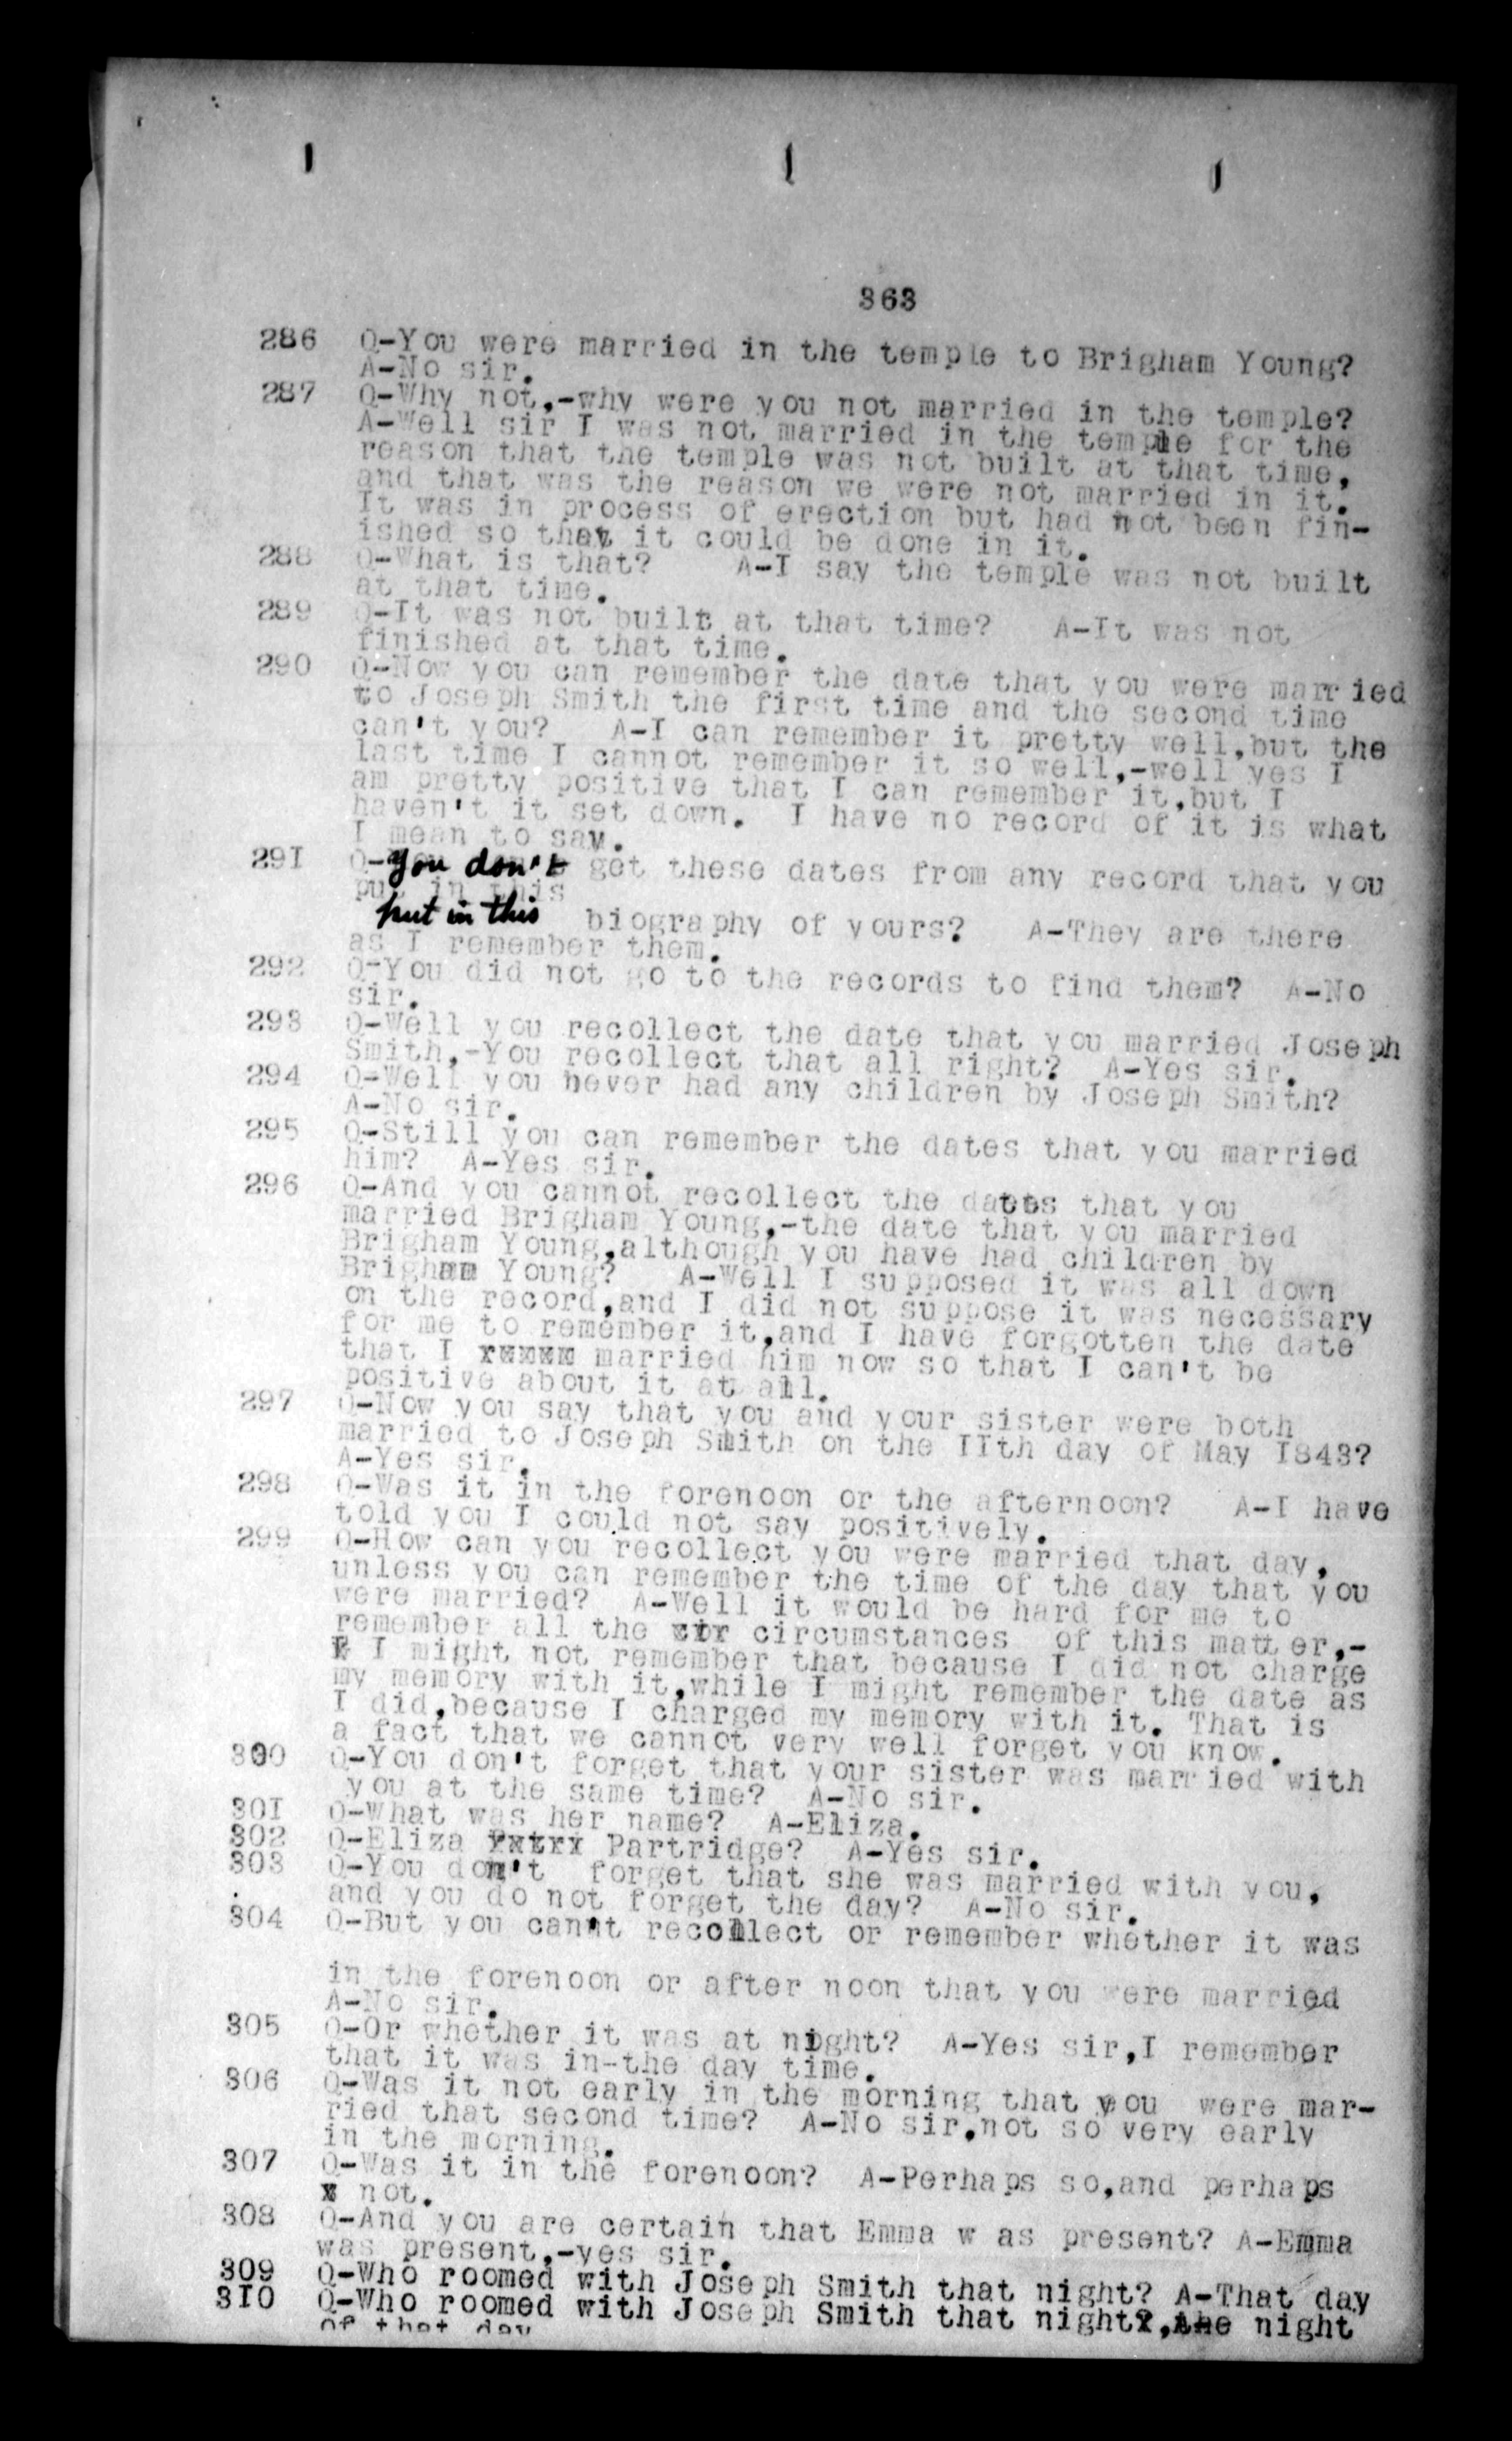 363
286 Q-You were married in the temple to Brigham Young?
A-No sir.
287 Q-Why not,-why were you not married in the temple?
A-Well sir I was not married in the temple for the
reason that the temple was not built at that time,
and that was the reason we were not married in it.
It was in process of erection but had not been fin-
ished so that it could be done in it.
288 Q-What is that? A-I say the temple was not built
at that time.
289 Q-It was not built at that time? A-It was not
finished at that time.
290 Q-Now you can remember the date that you were married
to Joseph Smith the first time and the second time
can't you? A-I can remember it pretty well,but the
last time I cannot remember it so well,-well yes I
am pretty positive that I can remember it,but I
haven't it set down. I have no record of it is what
I mean to say.
291 Q-you don't get these dates from any record that you
put in this
put in this biography of yours? A-They are there
as I remember them.
292 Q-You did not go to the records to find them? A-No
sir.
293 Q-Well you recollect the date that you married Joseph
Smith,-You recollect that all right? A-Yes sir.
294 Q-Well you never had any children by Joseph Smith?
A-No sir.
295 Q-Still you can remember the dates that you married
him? A-Yes sir.
296 Q-And you cannot recollect the dates that you
married Brigham Young,-the date that you married
Brigham Young,although you have had children by
Brigham Young? A-Well I supposed it was all down
on the record,and I did not suppose it was necessary
for me to remember it,and I have forgotten the date
that I married him now so that I can't be
positive about it at all.
297 Q-Now you say that you and your sister were both
married to Joseph Smith on the IIth day of May I843?
A-Yes sir.
298 Q-Was it in the forenoon or the afternoon? A-I have
told you I could not say positively.
299 Q-How can you recollect you were married that day,
unless you can remember the time of the day that you
were married? A-Well it would be hard for me to
remember all the cir circumstances of this matter,-
I might not remember that because I did not charge
my memory with it,while I might remember the date as
I did,because I charged my memory with it. That is
a fact that we cannot very well forget you know.
300 Q-You don't forget that your sister was married with
you at the same time? A-No sir.
30I Q-What was her name? A-Eliza.
302 Q-Eliza Partridge? A-Yes sir.
303 Q-You don't forget that she was married with you,
and you do not forget the day? A-No sir.
304 Q-But you can't recollect or remember whether it was
in the forenoon or after noon that you were married
A-No sir.
305 Q-Or whether it was at night? A-Yes sir,I remember
that it was in-the day time.
306 Q-Was it not early in the morning that you were mar-
ried that second time? A-No sir,not so very early
in the morning.
307 Q-Was it in the forenoon? A-Perhaps so,and perhaps
x not.
308 Q-And you are certain that Emma w as present? A-Emma
was present,-yes sir.
309 Q-Who roomed with Joseph Smith that night? A-That day
3I0 Q-Who roomed with Joseph Smith that night?,the night
of that day